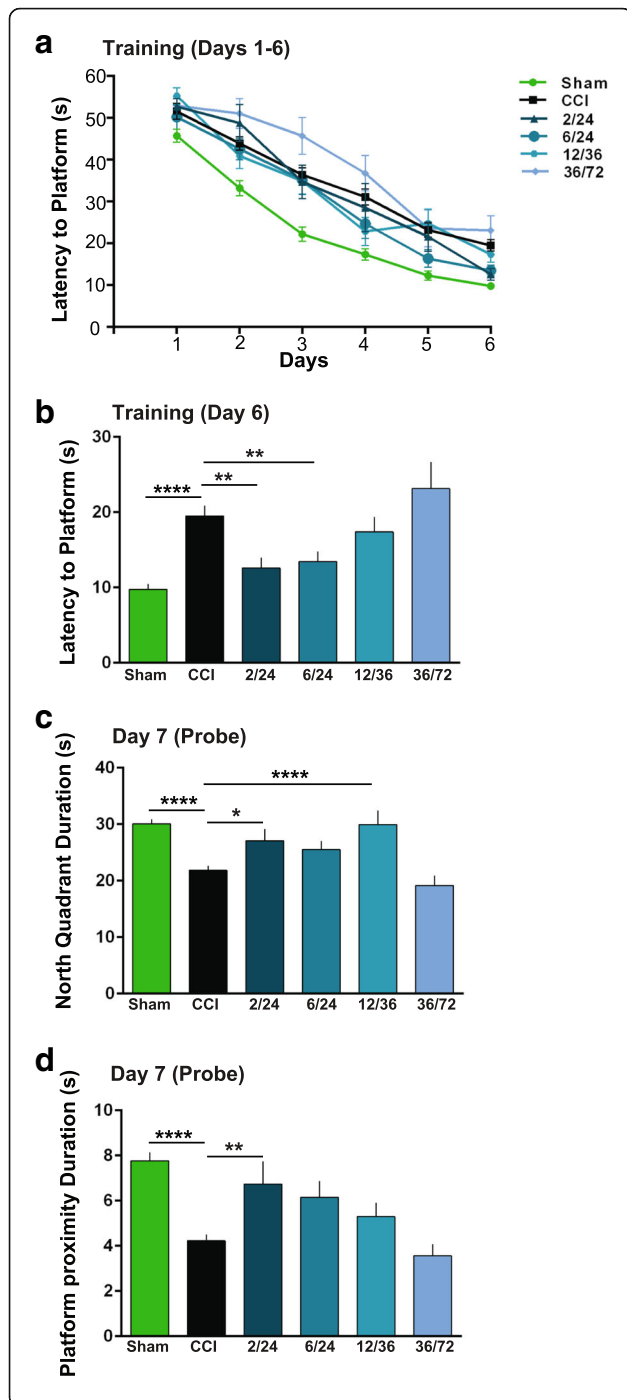 a
Training (Days 1-6)
Latency to Platform (s)
60
50
40
30
20
10
0
1 2 3 4 5 6
Days
Sham
CCI
2/24
6/24
12/36
36/72
b
Training (Day 6)
Latency to Platform (s)
30
20
10
0
****
**
**
Sham CCI 2/24 6/24 12/36 36/72
c
Day 7 (Probe)
North Quadrant Duration (s)
40
30
20
10
0
****
*
****
Sham CCI 2/24 6/24 12/36 36/72
d
Day 7 (Probe)
Platform proximity Duration (s)
10
8
6
4
2
0
****
**
Sham CCI 2/24 6/24 12/36 36/72